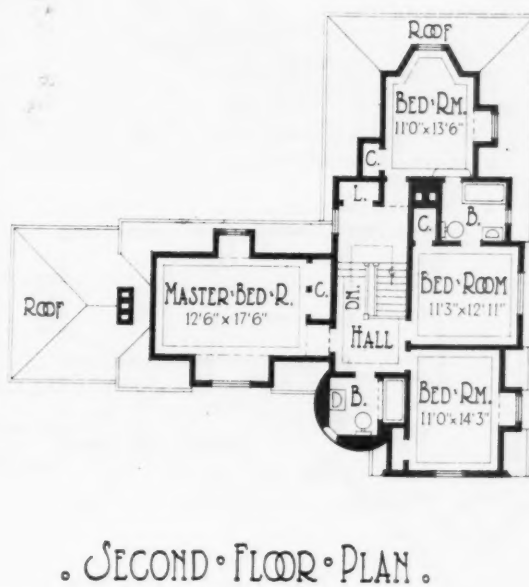 ROOF
BED·RM.
11'0"x13'6"
C.
L.
C.
B.
MASTER·BED·R.
12'6" x 17'6"
C.
ROOF
DN.
BED·ROOM
11'3"x12'11"
HALL
B.
D
BED·RM.
11'0"x14'3"
SECOND·FLOOR·PLAN